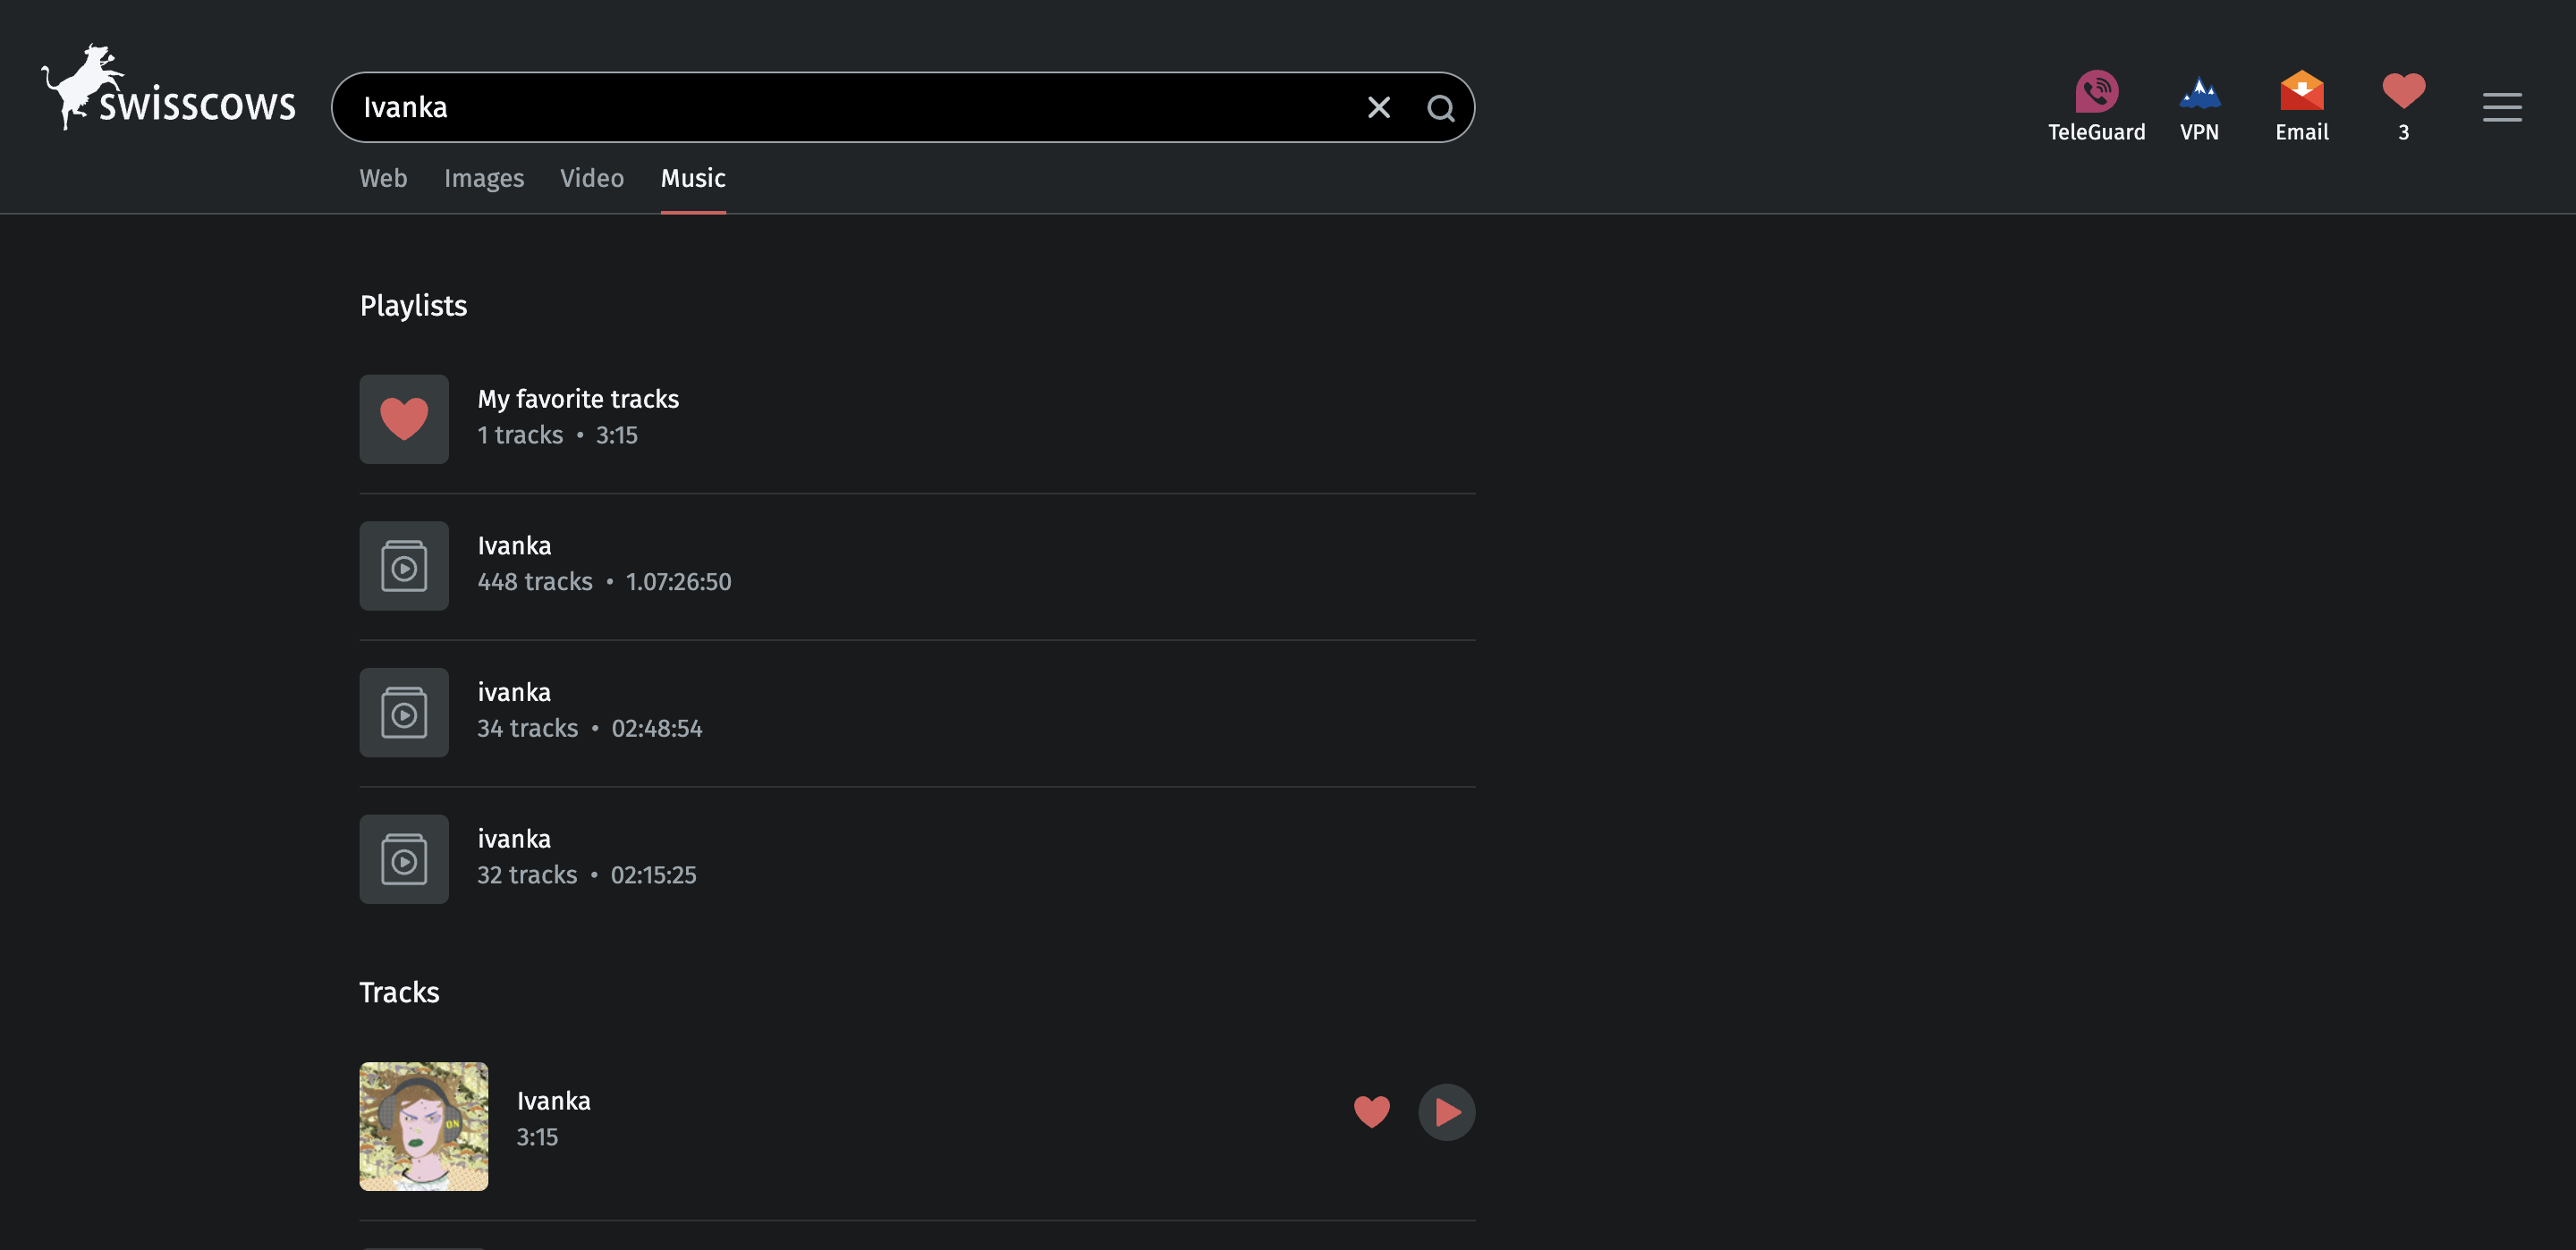 swisscows
Ivanka
TeleGuard
VPN
Email
3
Web
Images
Video
Music
Playlists
My favorite tracks
1 tracks • 3:15
Ivanka
448 tracks • 1.07:26:50
ivanka
34 tracks • 02:48:54
ivanka
32 tracks • 02:15:25
Tracks
ON
Ivanka
3:15